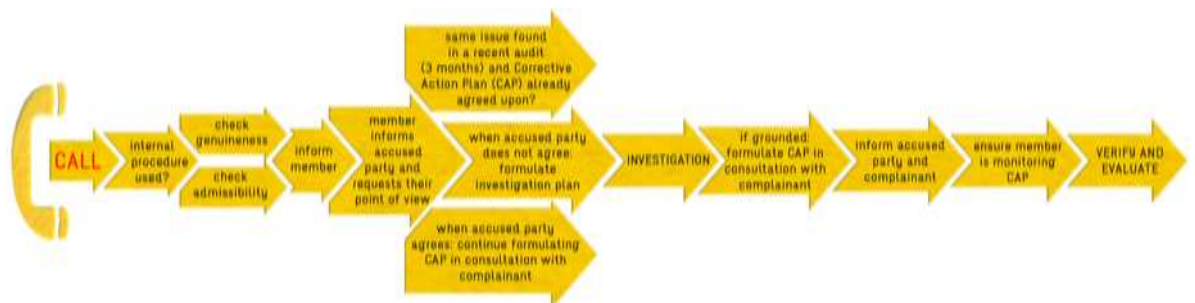 CALL
internal
procedure
used?
check
genuineness
check
admissibility
inform
member
member
informs
accused
party and
requests their
point of view
same issue found
in a recent audit
(3 months) and Corrective
Action Plan (CAP) already
agreed upon?
when accused party
does not agree:
formulate
investigation plan
when accused party
agrees: continue formulating
CAP in consultation with
complainant
INVESTIGATION
if grounded:
formulate CAP in
consultation with
complainant
inform accused
party and
complainant
ensure member
is monitoring
CAP
VERIFY AND
EVALUATE